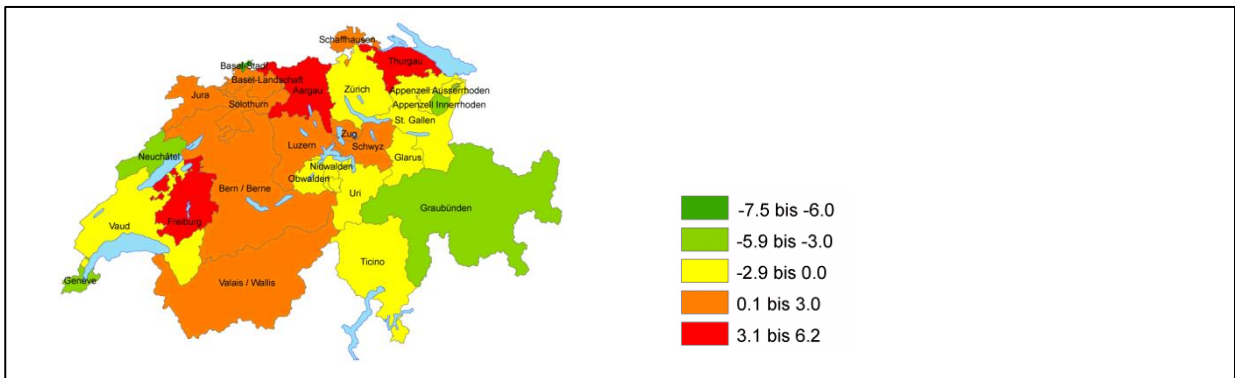 Schaffhausen
Basel-Stadt
Thurgau
Basel-Landschaft
Jura
Aargau
Zürich
Appenzell Ausserrhoden
Solothurn
Appenzell Innerrhoden
St. Gallen
Zug
Luzern
Schwyz
Neuchâtel
Glarus
Nidwalden
Obwalden
Bern / Berne
Uri
Graubünden
Freiburg
Vaud
Ticino
Genève
Valais / Wallis
-7.5 bis -6.0
-5.9 bis -3.0
-2.9 bis 0.0
0.1 bis 3.0
3.1 bis 6.2